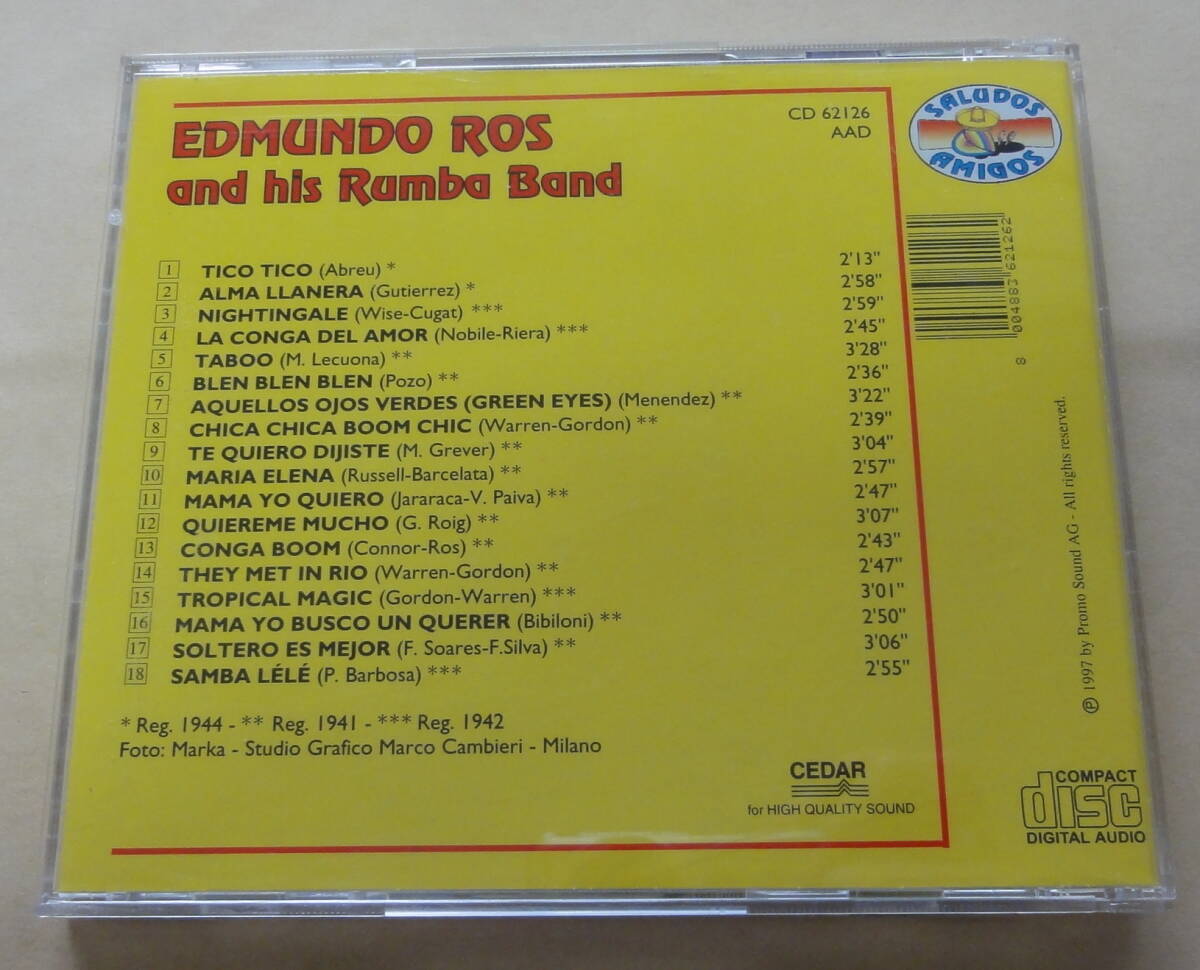 EDMUNDO ROS
and his Rumba Band
CD 62126
AAD
SALUDOS
AMIGOS
1 TICO TICO (Abreu) * 2'13"
2 ALMA LLANERA (Gutierrez) * 2'58"
3 NIGHTINGALE (Wise-Cugat) *** 2'59"
4 LA CONGA DEL AMOR (Nobile-Riera) *** 2'45"
5 TABOO (M. Lecuona) ** 3'28"
6 BLEN BLEN BLEN (Pozo) ** 2'36"
7 AQUELLOS OJOS VERDES (GREEN EYES) (Menendez) ** 3'22"
8 CHICA CHICA BOOM CHIC (Warren-Gordon) ** 2'39"
9 TE QUIERO DIJISTE (M. Grever) ** 3'04"
10 MARIA ELENA (Russell-Barcelata) ** 2'57"
11 MAMA YO QUIERO (Jararaca-V. Paiva) ** 2'47"
12 QUIEREME MUCHO (G. Roig) ** 3'07"
13 CONGA BOOM (Connor-Ros) ** 2'43"
14 THEY MET IN RIO (Warren-Gordon) ** 2'47"
15 TROPICAL MAGIC (Gordon-Warren) *** 3'01"
16 MAMA YO BUSCO UN QUERER (Bibiloni) ** 2'50"
17 SOLTERO ES MEJOR (F. Soares-F.Silva) ** 3'06"
18 SAMBA LÉLÉ (P. Barbosa) *** 2'55"
* Reg. 1944 - ** Reg. 1941 - *** Reg. 1942
Foto: Marka - Studio Grafico Marco Cambieri - Milano
CEDAR
for HIGH QUALITY SOUND
8
004883 621262
℗ 1997 by Promo Sound AG - All rights reserved.
COMPACT
disc
DIGITAL AUDIO